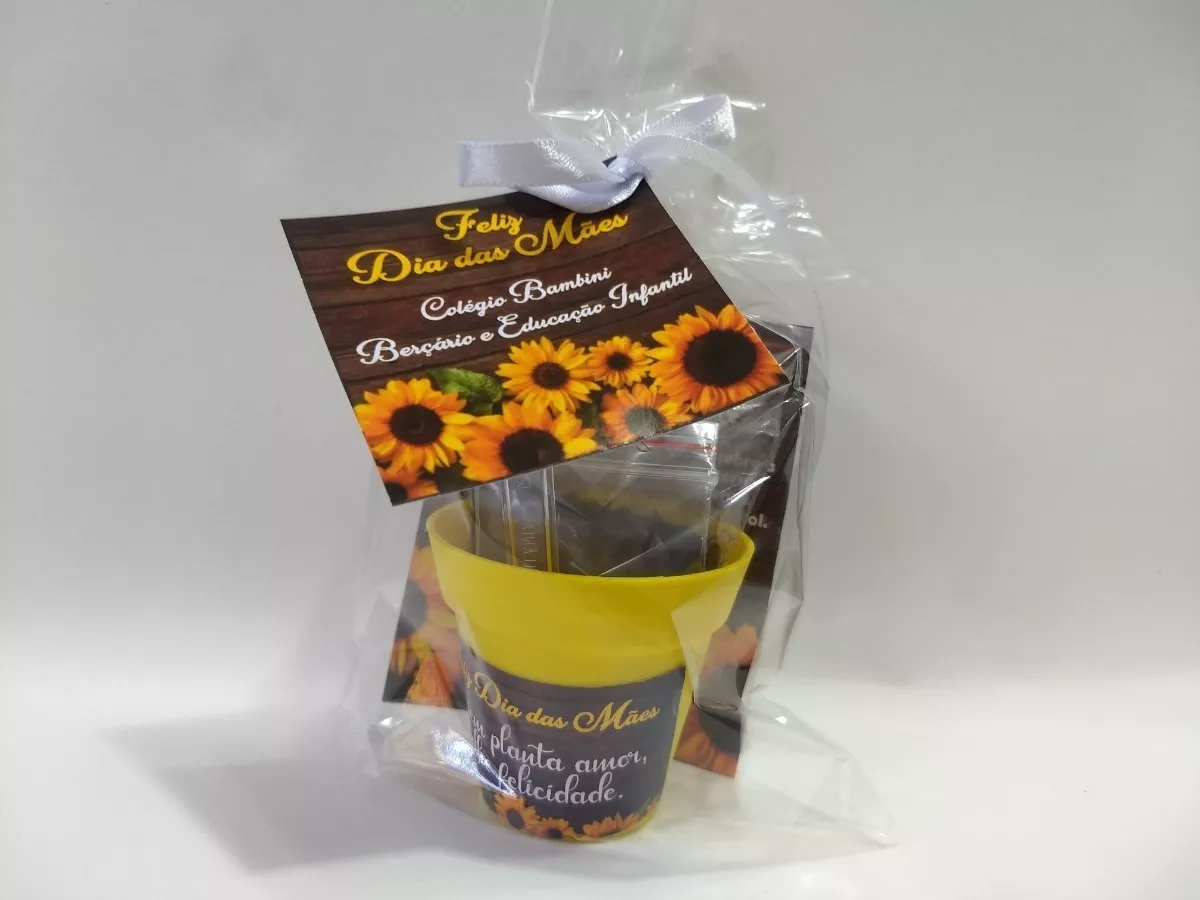 Feliz
Dia das Mães
Colégio Bambini
Berçário e Educação Infantil
Dia das Mães
planta amor,
felicidade.